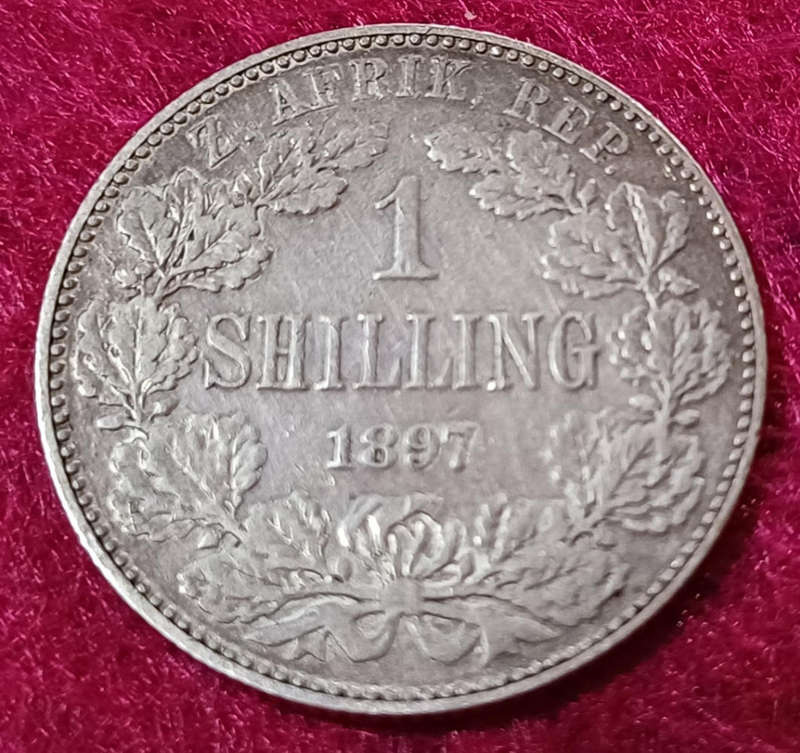 Z. AFRIK. REP.
1
SHILLING
1897